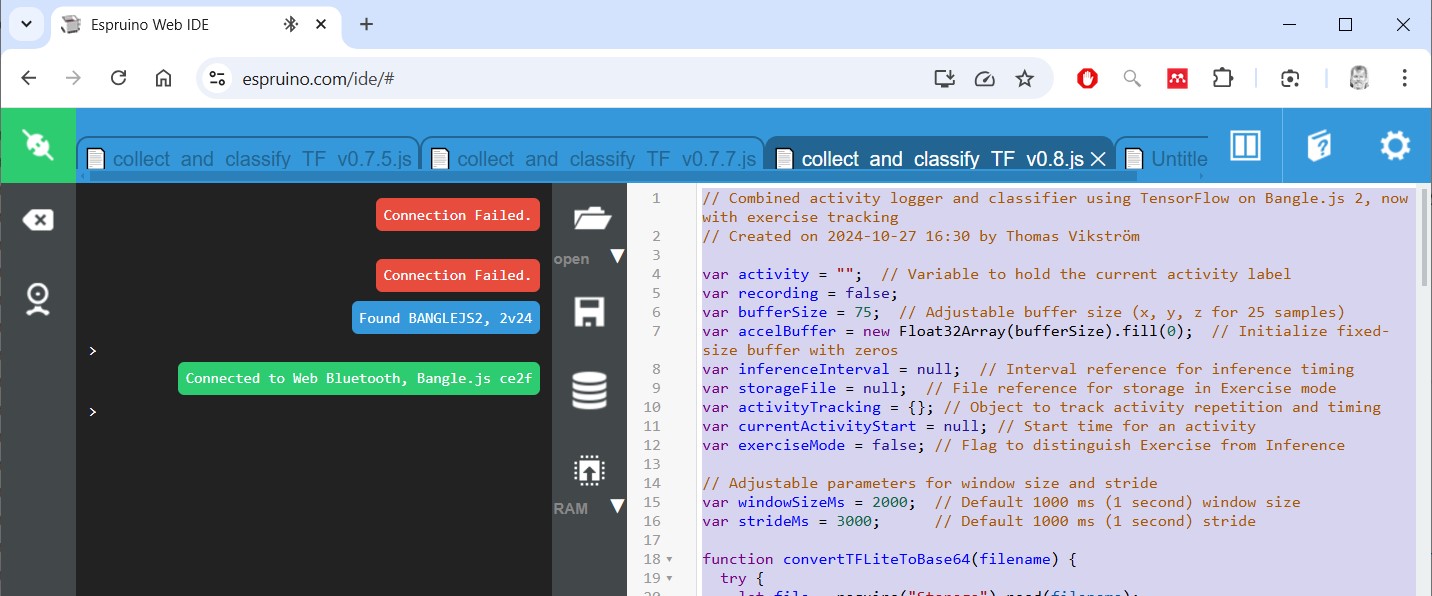 Espruino Web IDE
espruino.com/ide/#
collect_and_classify_TF_v0.7.5.js
collect_and_classify_TF_v0.7.7.js
collect_and_classify_TF_v0.8.js
Untitle
Connection Failed.
Connection Failed.
Found BANGLEJS2, 2v24
>
Connected to Web Bluetooth, Bangle.js ce2f
>
open
RAM
1 // Combined activity logger and classifier using TensorFlow on Bangle.js 2, now
with exercise tracking
2 // Created on 2024-10-27 16:30 by Thomas Vikström
3
4 var activity = "";  // Variable to hold the current activity label
5 var recording = false;
6 var bufferSize = 75;  // Adjustable buffer size (x, y, z for 25 samples)
7 var accelBuffer = new Float32Array(bufferSize).fill(0);  // Initialize fixed-
size buffer with zeros
8 var inferenceInterval = null;  // Interval reference for inference timing
9 var storageFile = null;  // File reference for storage in Exercise mode
10 var activityTracking = {}; // Object to track activity repetition and timing
11 var currentActivityStart = null; // Start time for an activity
12 var exerciseMode = false; // Flag to distinguish Exercise from Inference
13
14 // Adjustable parameters for window size and stride
15 var windowSizeMs = 2000;  // Default 1000 ms (1 second) window size
16 var strideMs = 3000;      // Default 1000 ms (1 second) stride
17
18 function convertTFLiteToBase64(filename) {
19 try {
20 let file = require("Storage").read(filename);